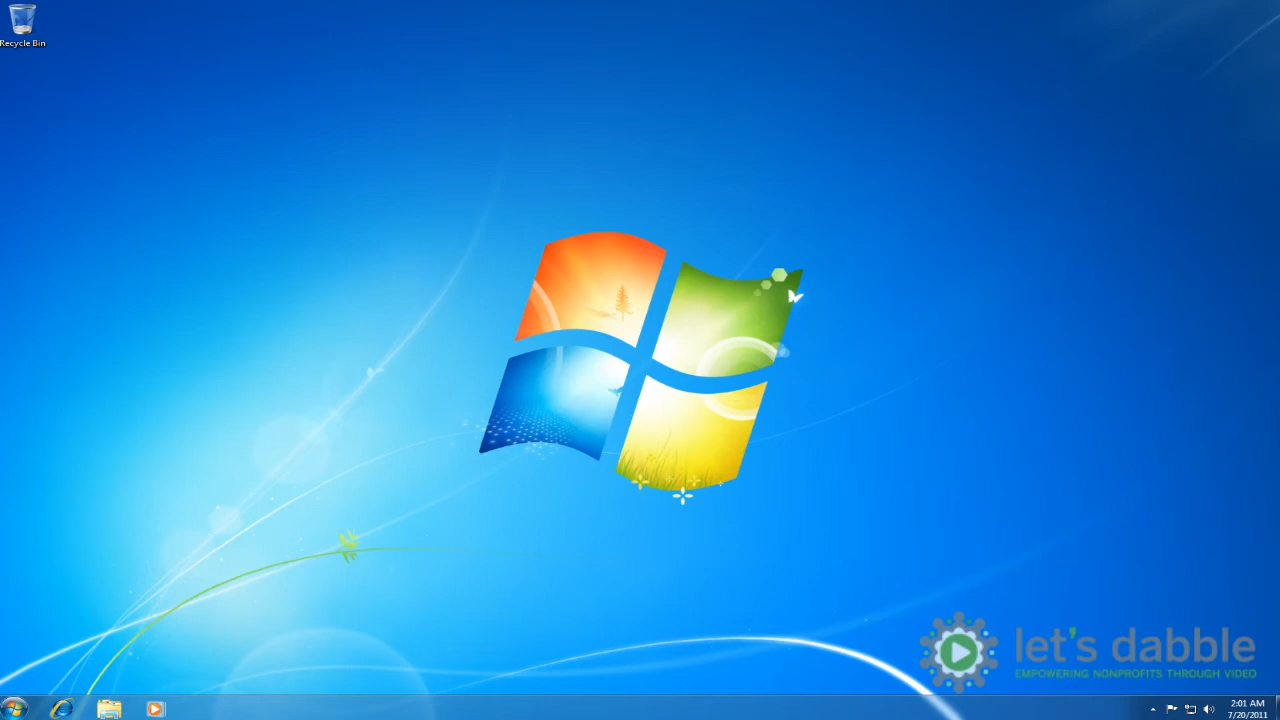 Recycle Bin
let's dabble
EMPOWERING NONPROFITS THROUGH VIDEO
2:01 AM
7/20/2011